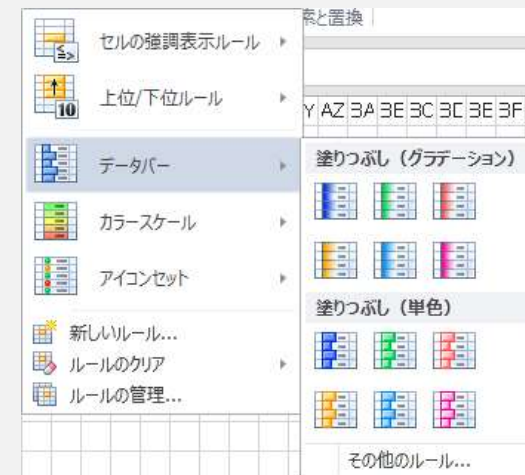 索と置換
セルの強調表示ルール
上位/下位ルール
10
Y AZ BA BB BC BD BE BF
データバー
塗りつぶし（グラデーション）
カラースケール
アイコンセット
塗りつぶし（単色）
新しいルール...
ルールのクリア
ルールの管理...
その他のルール...